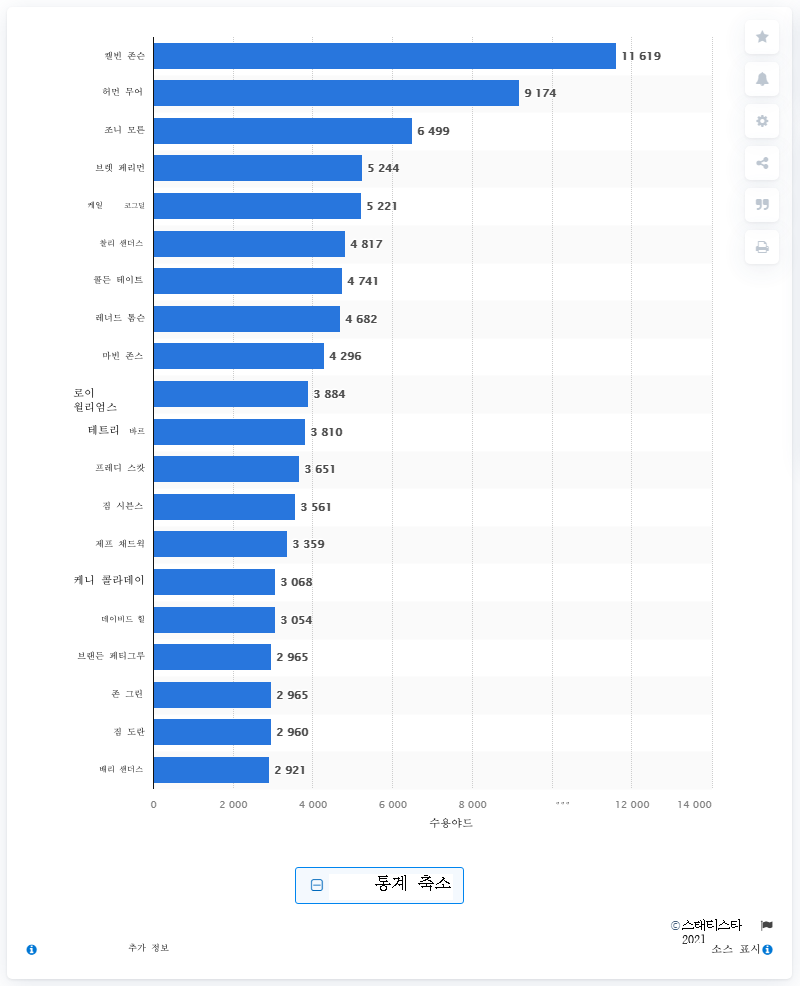 캘빈 존슨 11 619
허먼 무어 9 174
조니 모튼 6 499
브렛 페리먼 5 244
케일 코그딜 5 221
찰리 샌더스 4 817
콜든 테이트 4 741
레너드 톰슨 4 682
마빈 존스 4 296
로이
윌리엄스 3 884
테트리 바르 3 810
프레디 스캇 3 651
짐 시몬스 3 561
제프 채드윅 3 359
케니 콜라데이 3 068
데이비드 힐 3 054
브랜든 페티그루 2 965
존 그린 2 965
짐 도란 2 960
배리 샌더스 2 921
0 2 000 4 000 6 000 8 000 12 000 14 000
수용야드
통계 축소
©스태티스타
2021
추가 정보 소스 표시